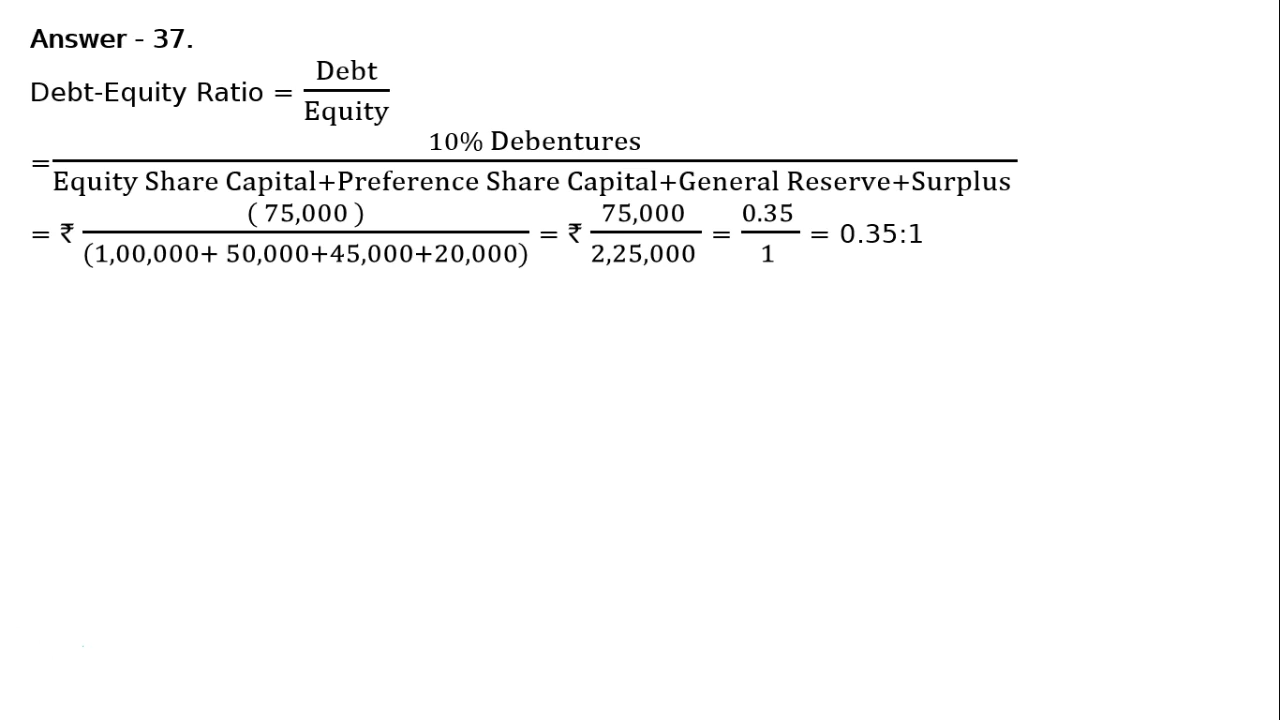 Answer - 37.
Debt-Equity Ratio = Debt / Equity
= 10% Debentures / Equity Share Capital+Preference Share Capital+General Reserve+Surplus
= ₹ ( 75,000 ) / (1,00,000+ 50,000+45,000+20,000) = ₹ 75,000 / 2,25,000 = 0.35 / 1 = 0.35:1